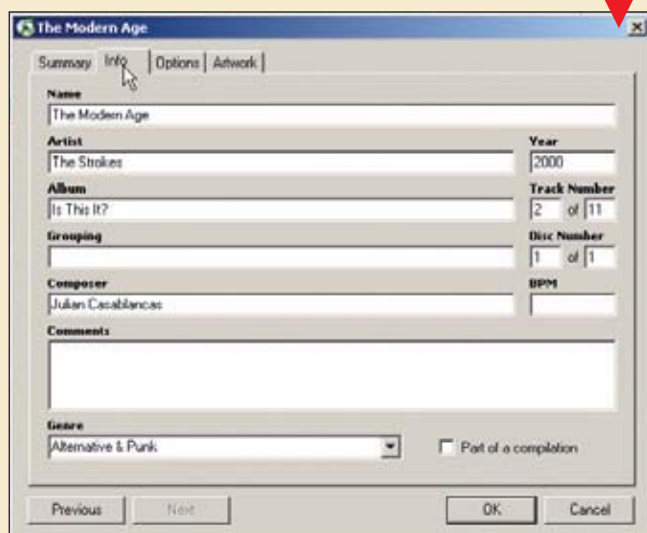 The Modern Age
Summary Info Options Artwork
Name
The Modern Age
Artist Year
The Strokes 2000
Album Track Number
Is This It? 2 of 11
Grouping Disc Number
1 of 1
Composer BPM
Julian Casablancas
Comments
Genre
Alternative & Punk Part of a compilation
Previous Next OK Cancel